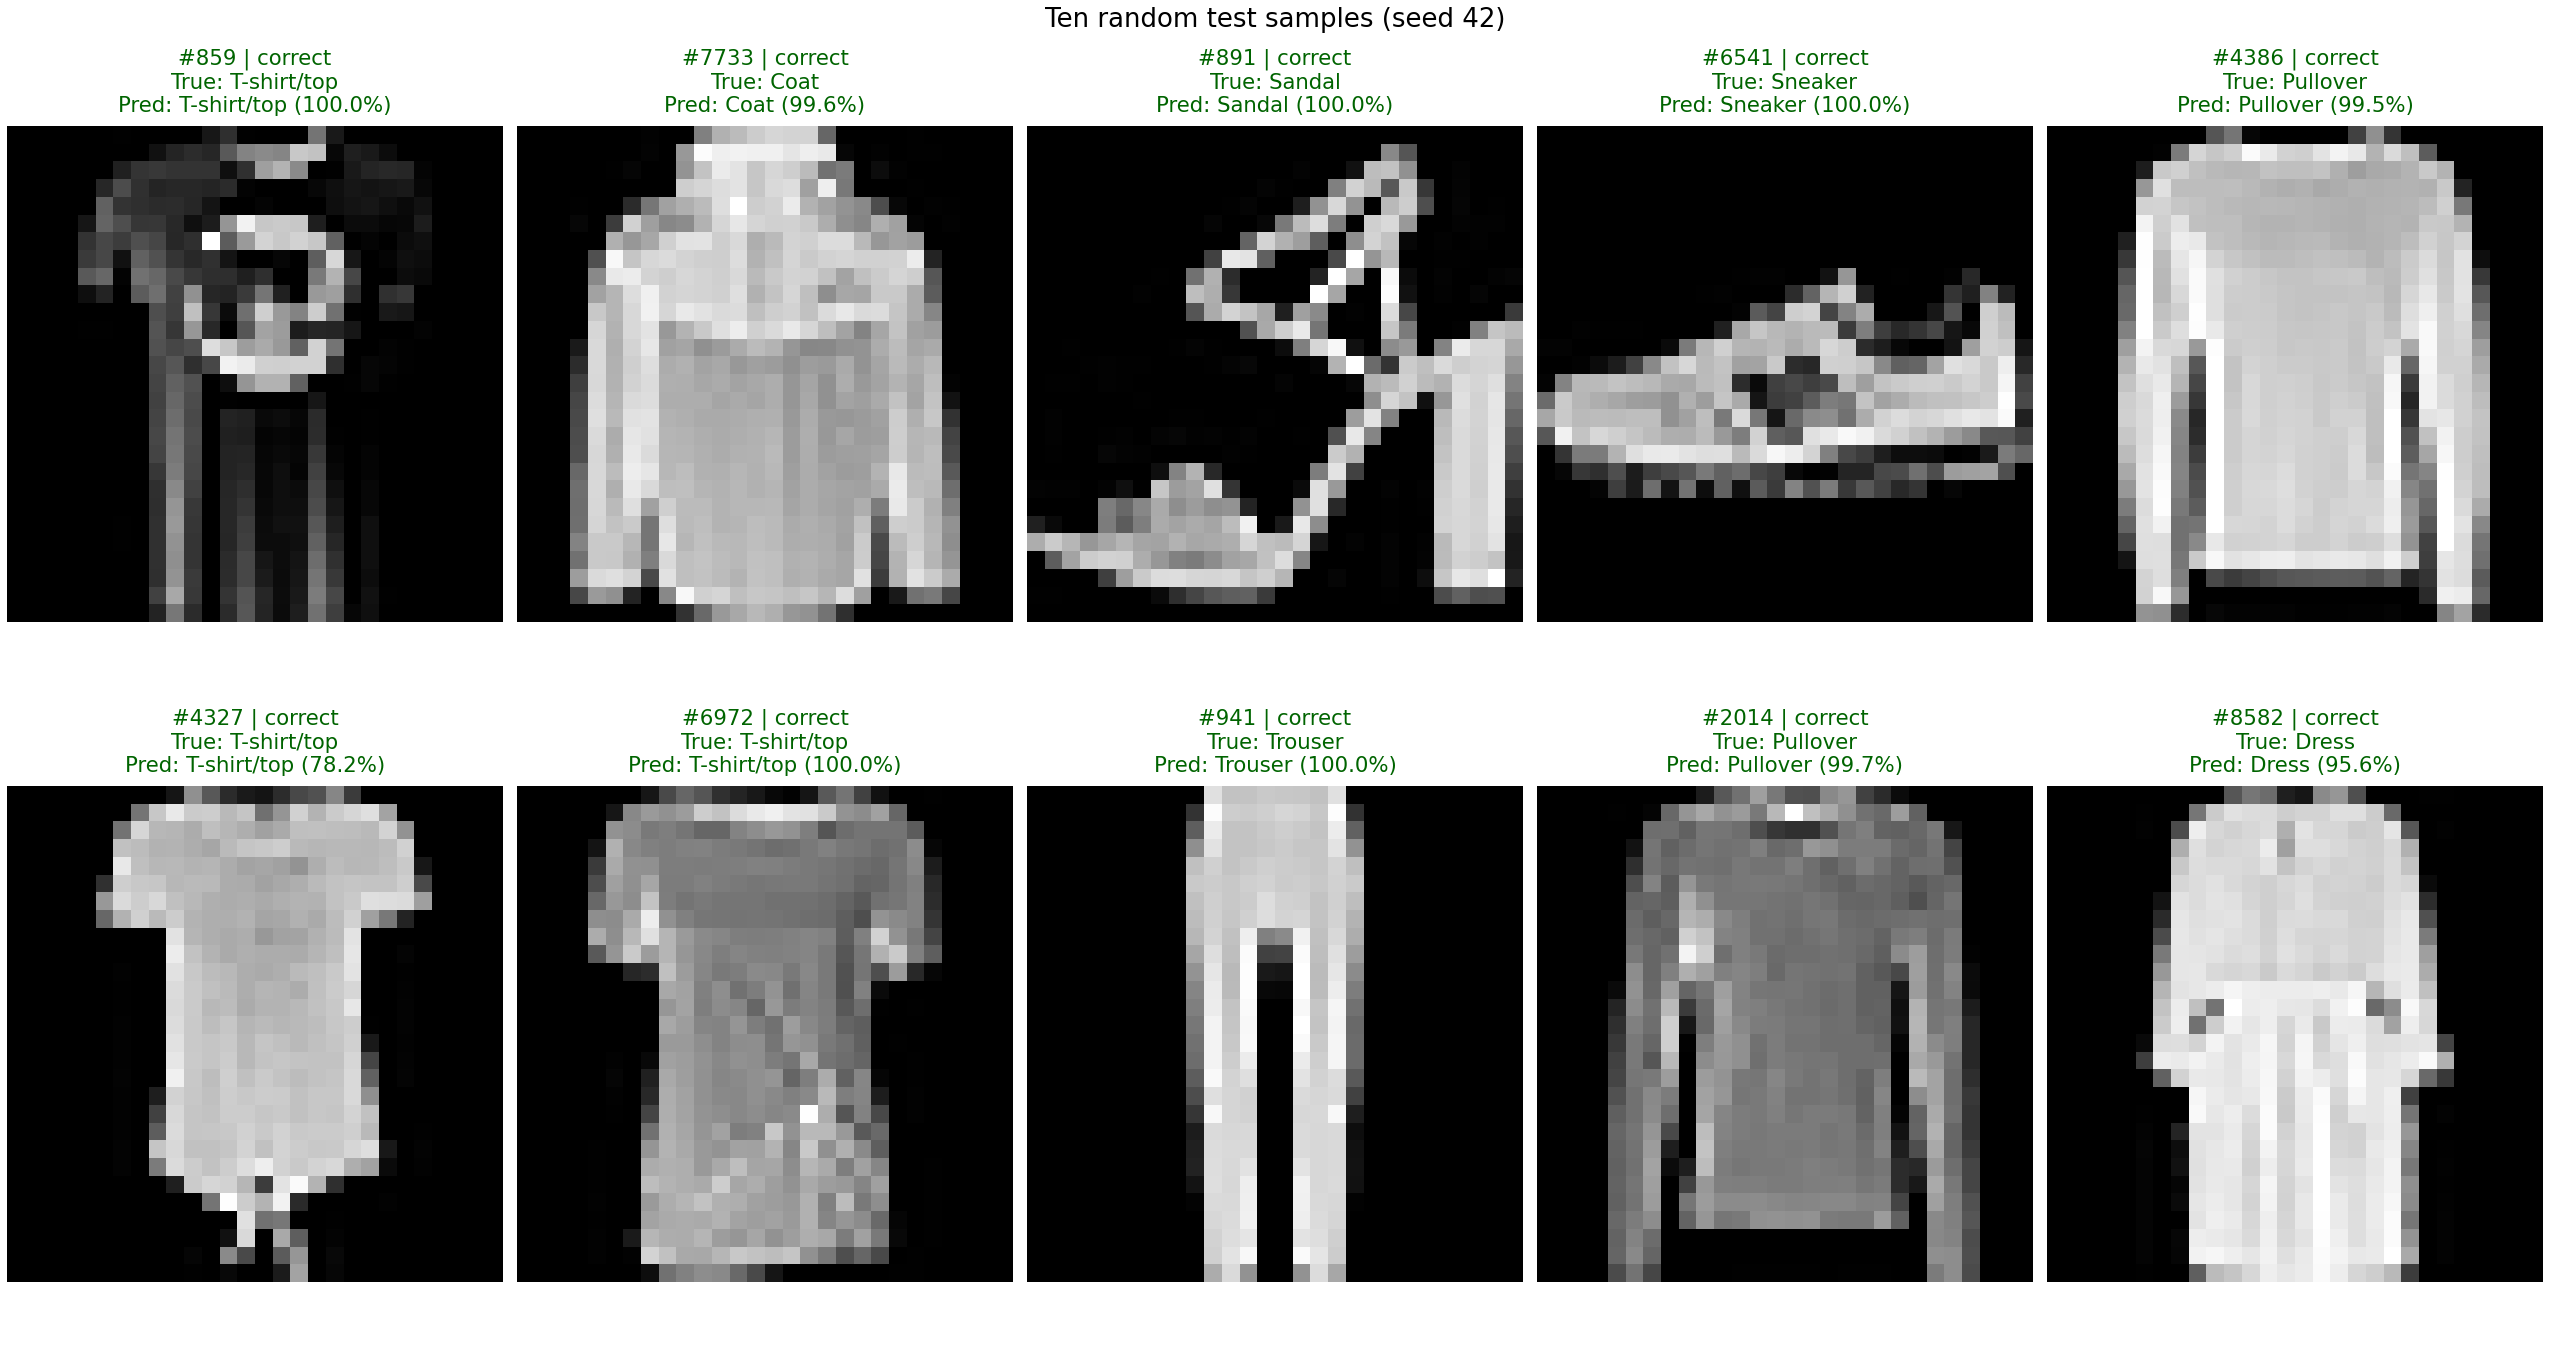 Ten random test samples (seed 42)
#859 | correct
True: T-shirt/top
Pred: T-shirt/top (100.0%)
#7733 | correct
True: Coat
Pred: Coat (99.6%)
#891 | correct
True: Sandal
Pred: Sandal (100.0%)
#6541 | correct
True: Sneaker
Pred: Sneaker (100.0%)
#4386 | correct
True: Pullover
Pred: Pullover (99.5%)
#4327 | correct
True: T-shirt/top
Pred: T-shirt/top (78.2%)
#6972 | correct
True: T-shirt/top
Pred: T-shirt/top (100.0%)
#941 | correct
True: Trouser
Pred: Trouser (100.0%)
#2014 | correct
True: Pullover
Pred: Pullover (99.7%)
#8582 | correct
True: Dress
Pred: Dress (95.6%)